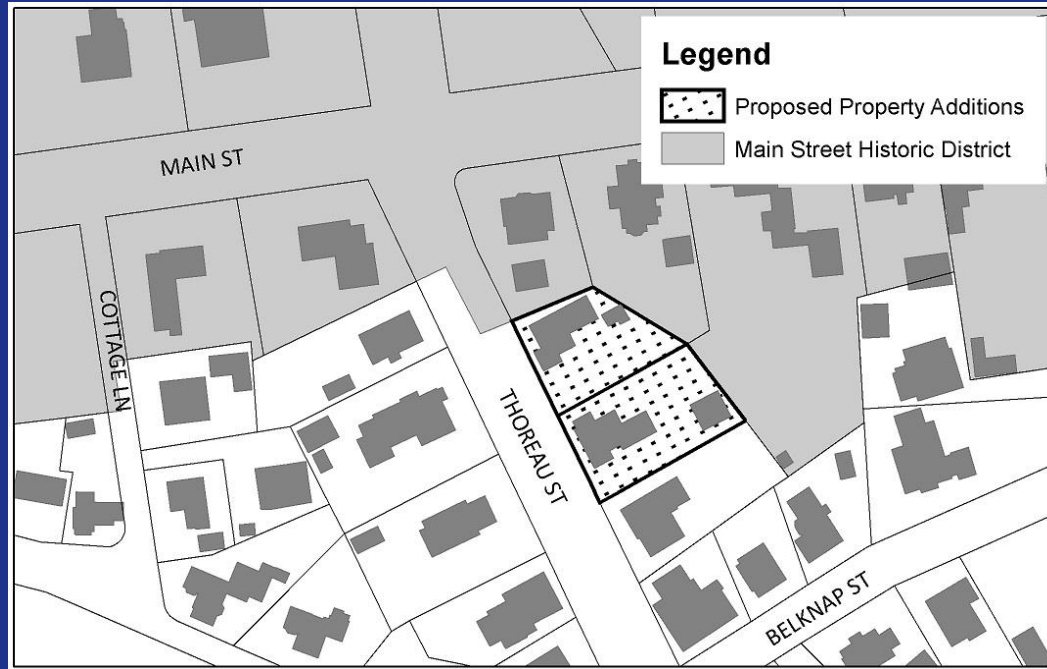 Legend
Proposed Property Additions
Main Street Historic District
MAIN ST
COTTAGE LN
THOREAU ST
BELKNAP ST